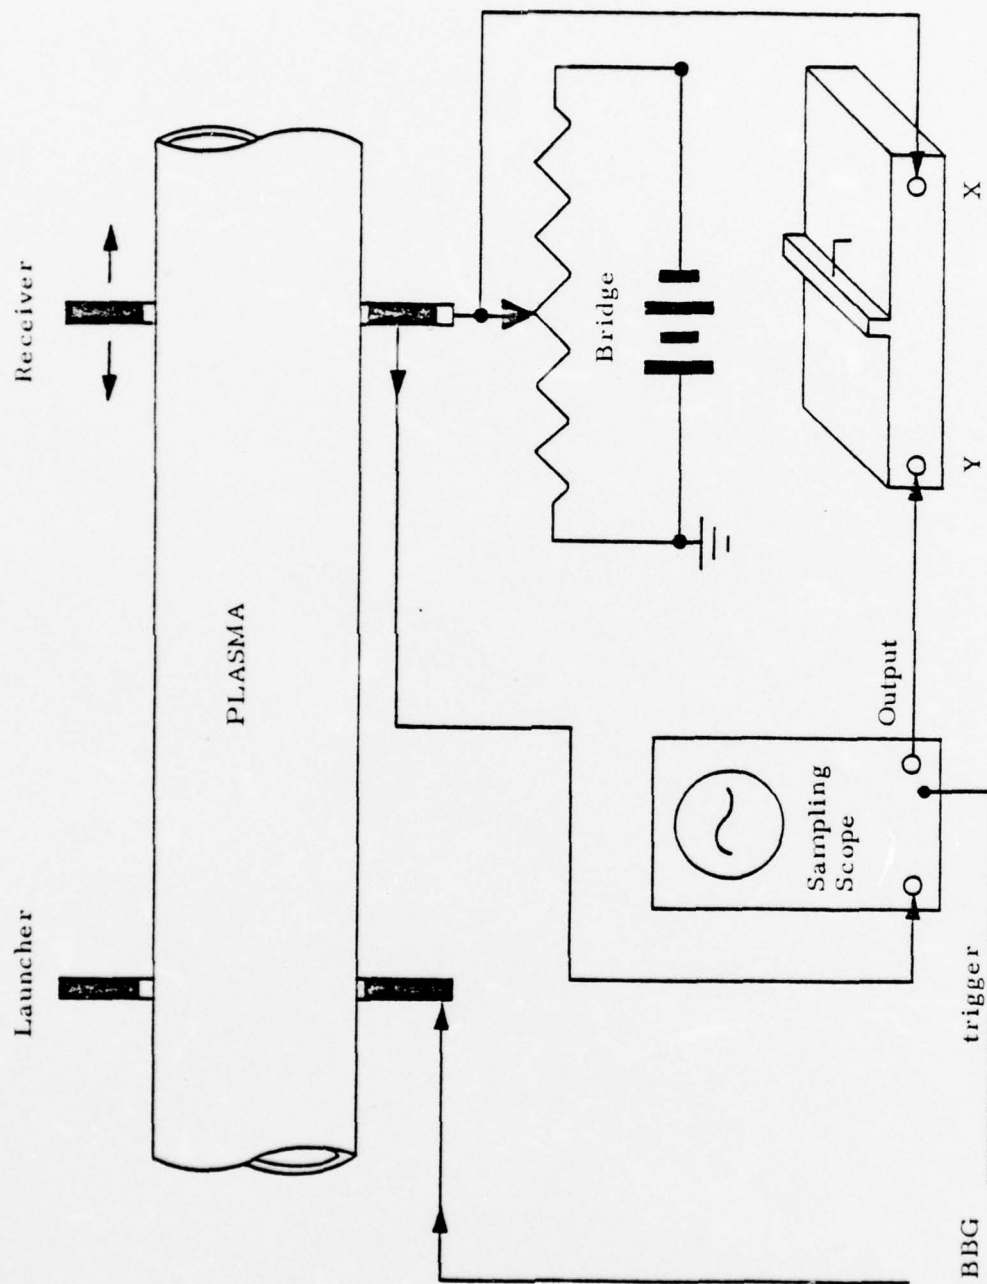 Launcher
Receiver
PLASMA
Bridge
Sampling
Scope
Output
BBG
trigger
Y
X